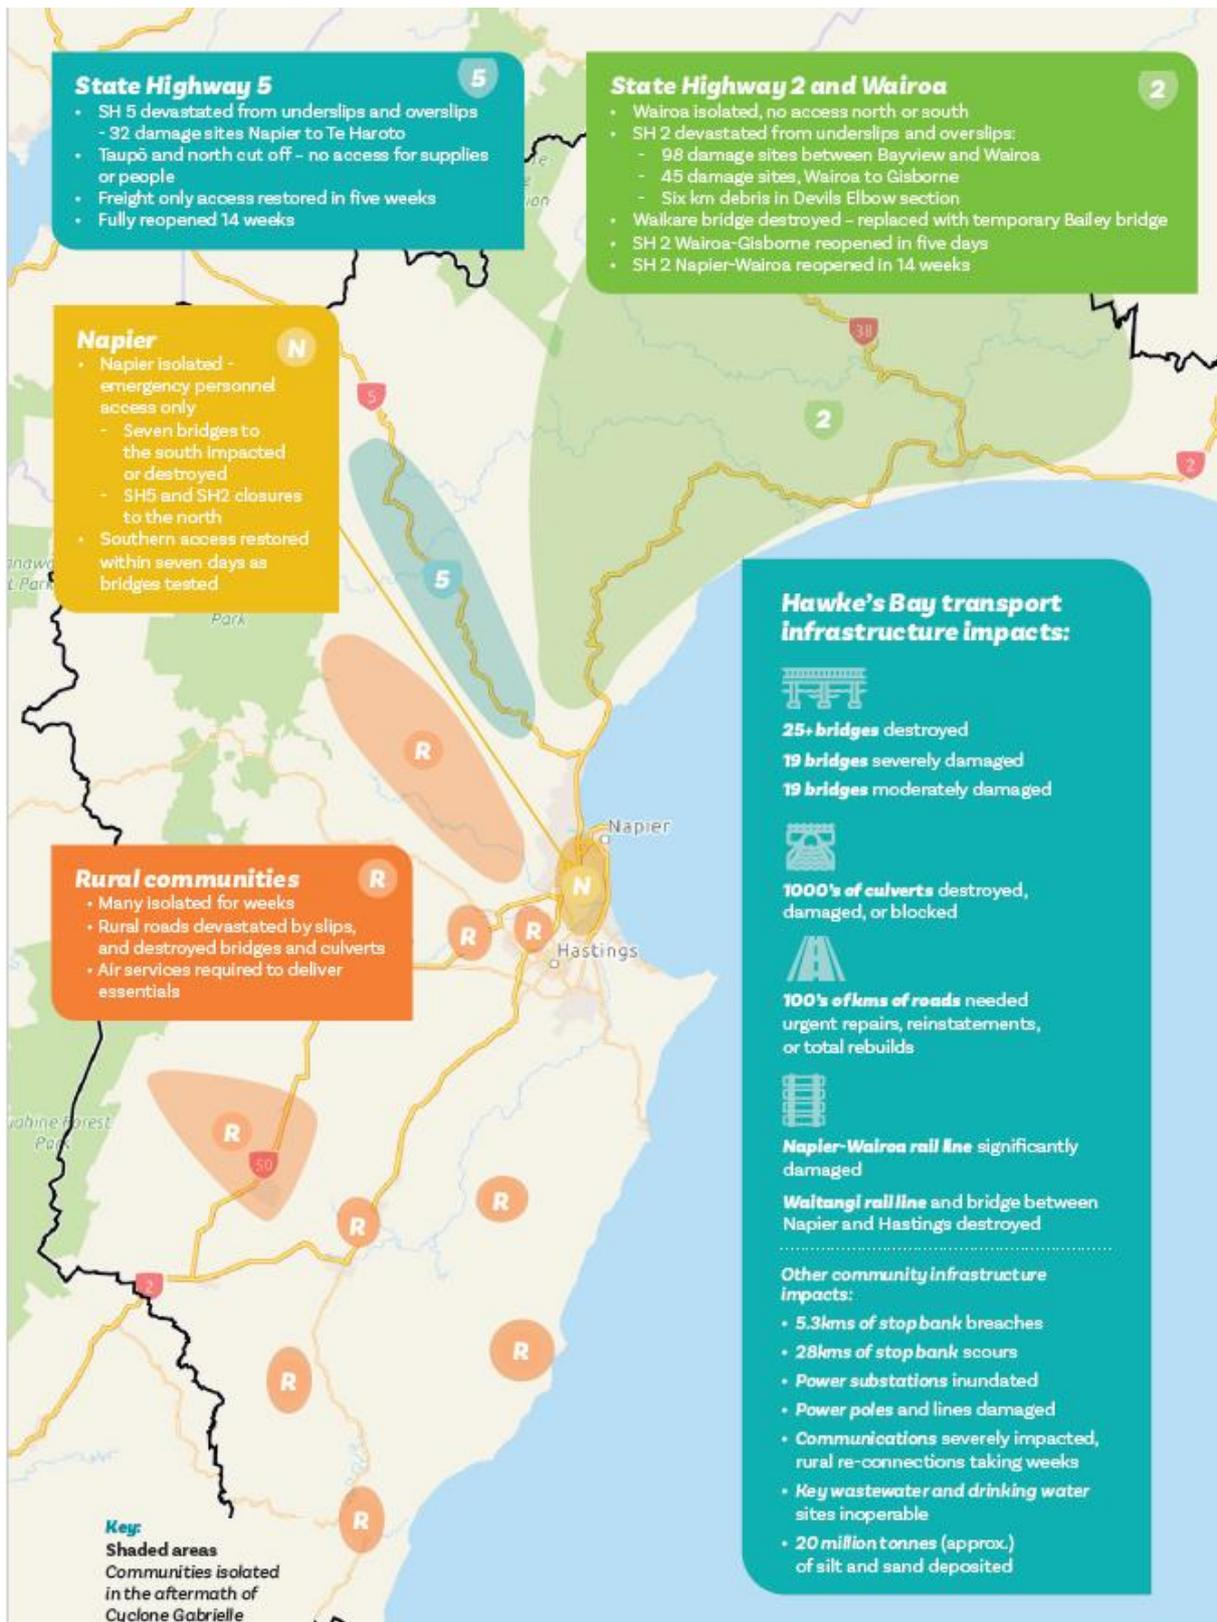 State Highway 5
5
• SH 5 devastated from underslips and overslips
- 32 damage sites Napier to Te Haroto
• Taupō and north cut off – no access for supplies
or people
• Freight only access restored in five weeks
• Fully reopened 14 weeks
State Highway 2 and Wairoa
2
• Wairoa isolated, no access north or south
• SH 2 devastated from underslips and overslips:
- 98 damage sites between Bayview and Wairoa
- 45 damage sites, Wairoa to Gisborne
- Six km debris in Devils Elbow section
• Waikare bridge destroyed – replaced with temporary Bailey bridge
• SH 2 Wairoa-Gisborne reopened in five days
• SH 2 Napier-Wairoa reopened in 14 weeks
Napier
N
• Napier isolated -
emergency personnel
access only
- Seven bridges to
the south impacted
or destroyed
- SH5 and SH2 closures
to the north
• Southern access restored
within seven days as
bridges tested
38
5
2
2
5
Park
Park
R
Napier
N
Rural communities
R
• Many isolated for weeks
• Rural roads devastated by slips,
and destroyed bridges and culverts
• Air services required to deliver
essentials
R
R
Hastings
Forest
Park
R
50
R
R
2
R
R
R
Hawke's Bay transport
infrastructure impacts:
25+ bridges destroyed
19 bridges severely damaged
19 bridges moderately damaged
1000's of culverts destroyed,
damaged, or blocked
100's of kms of roads needed
urgent repairs, reinstatements,
or total rebuilds
Napier-Wairoa rail line significantly
damaged
Waitangi rail line and bridge between
Napier and Hastings destroyed
Other community infrastructure
impacts:
• 5.3kms of stop bank breaches
• 28kms of stop bank scours
• Power substations inundated
• Power poles and lines damaged
• Communications severely impacted,
rural re-connections taking weeks
• Key wastewater and drinking water
sites inoperable
• 20 million tonnes (approx.)
of silt and sand deposited
Key:
Shaded areas
Communities isolated
in the aftermath of
Cyclone Gabrielle